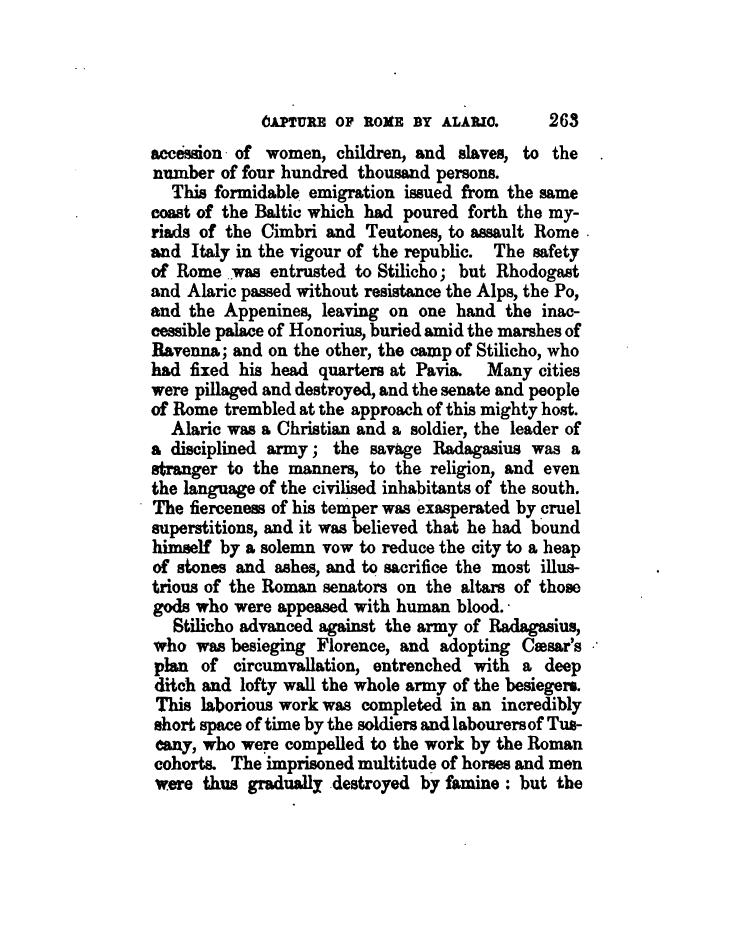 CAPTURE OF ROME BY ALARIC. 263
accession of women, children, and slaves, to the
number of four hundred thousand persons.
This formidable emigration issued from the same
coast of the Baltic which had poured forth the my-
riads of the Cimbri and Teutones, to assault Rome
and Italy in the vigour of the republic. The safety
of Rome was entrusted to Stilicho; but Rhodogast
and Alaric passed without resistance the Alps, the Po,
and the Appenines, leaving on one hand the inac-
cessible palace of Honorius, buried amid the marshes of
Ravenna; and on the other, the camp of Stilicho, who
had fixed his head quarters at Pavia. Many cities
were pillaged and destroyed, and the senate and people
of Rome trembled at the approach of this mighty host.
Alaric was a Christian and a soldier, the leader of
a disciplined army; the savage Radagasius was a
stranger to the manners, to the religion, and even
the language of the civilised inhabitants of the south.
The fierceness of his temper was exasperated by cruel
superstitions, and it was believed that he had bound
himself by a solemn vow to reduce the city to a heap
of stones and ashes, and to sacrifice the most illus-
trious of the Roman senators on the altars of those
gods who were appeased with human blood.
Stilicho advanced against the army of Radagasius,
who was besieging Florence, and adopting Cæsar's
plan of circumvallation, entrenched with a deep
ditch and lofty wall the whole army of the besiegers.
This laborious work was completed in an incredibly
short space of time by the soldiers and labourers of Tus-
cany, who were compelled to the work by the Roman
cohorts. The imprisoned multitude of horses and men
were thus gradually destroyed by famine: but the